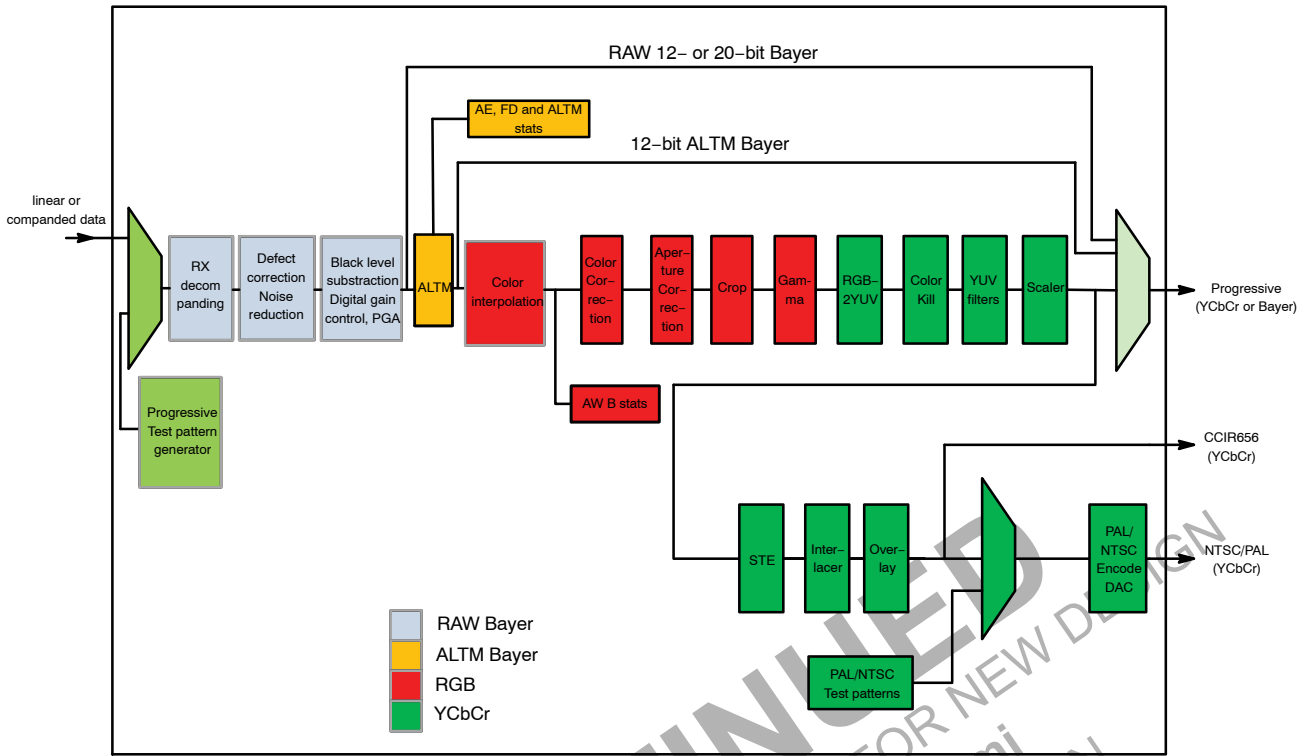 RAW 12− or 20−bit Bayer
AE, FD and ALTM
stats
12-bit ALTM Bayer
linear or
companded data
RX
decom
panding
Defect
correction
Noise
reduction
Black level
substraction
Digital gain
control, PGA
ALTM
Color
interpolation
Color
Cor−
rec−
tion
Aper−
ture
Cor−
rec−
tion
Crop
Gam−
ma
RGB−
2YUV
Color
Kill
YUV
filters
Scaler
Progressive
(YCbCr or Bayer)
AW B stats
Progressive
Test pattern
generator
CCIR656
(YCbCr)
STE
Inter−
lacer
Over−
lay
PAL/
NTSC
Encode
DAC
NTSC/PAL
(YCbCr)
PAL/NTSC
Test patterns
RAW Bayer
ALTM Bayer
RGB
YCbCr
INUED
FOR NEW DESIGN